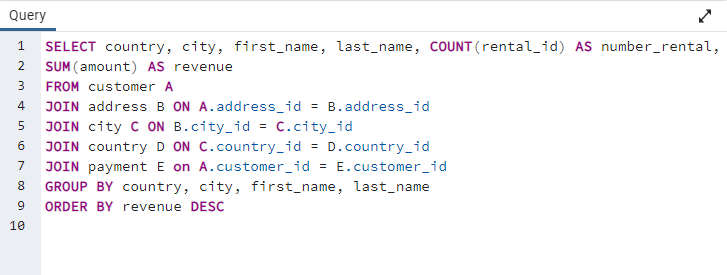 Query
1 SELECT country, city, first_name, last_name, COUNT(rental_id) AS number_rental,
2 SUM(amount) AS revenue
3 FROM customer A
4 JOIN address B ON A.address_id = B.address_id
5 JOIN city C ON B.city_id = C.city_id
6 JOIN country D ON C.country_id = D.country_id
7 JOIN payment E on A.customer_id = E.customer_id
8 GROUP BY country, city, first_name, last_name
9 ORDER BY revenue DESC
10